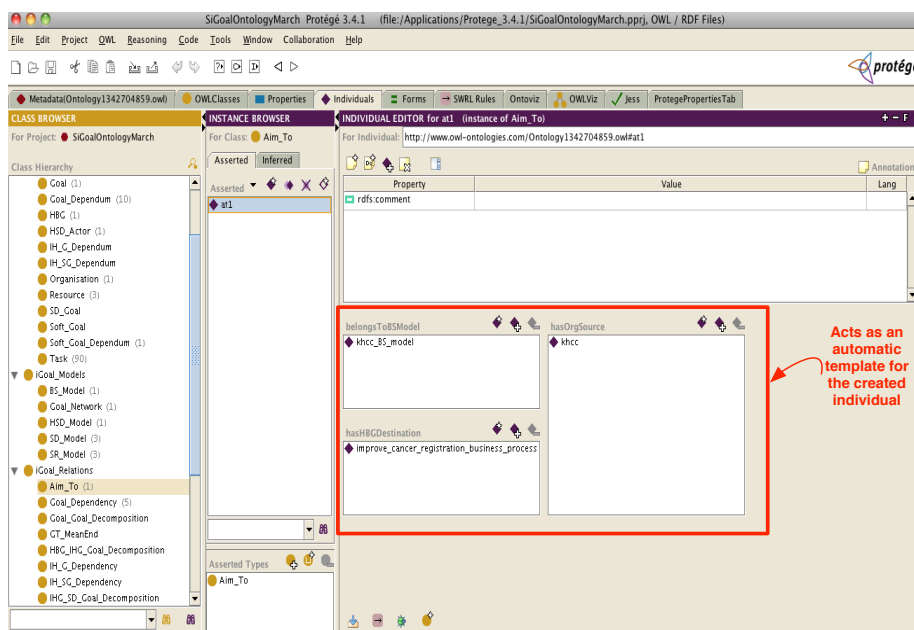 SiGoalOntologyMarch Protégé 3.4.1 (file:/Applications/Protege_3.4.1/SiGoalOntologyMarch.pprj, OWL / RDF Files)
File Edit Project OWL Reasoning Code Tools Window Collaboration Help
protég
Metadata(Ontology1342704859.owl) OWLClasses Properties Individuals Forms SWRL Rules Ontoviz OWLViz Jess ProtegePropertiesTab
CLASS BROWSER
For Project: SiGoalOntologyMarch
Class Hierarchy
Goal (1)
Goal_Dependum (10)
HBG (1)
HSD_Actor (1)
IH_G_Dependum
IH_SG_Dependum
Organisation (1)
Resource (3)
SD_Goal
Soft_Goal
Soft_Goal_Dependum (1)
Task (90)
iGoal_Models
BS_Model (1)
Goal_Network (1)
HSD_Model (1)
SD_Model (3)
SR_Model (3)
iGoal_Relations
Aim_To (1)
Goal_Dependency (5)
Goal_Goal_Decomposition
GT_MeanEnd
HBG_IHG_Goal_Decomposition
IH_G_Dependency
IH_SG_Dependency
IHG_SD_Goal_Decomposition
INSTANCE BROWSER
For Class: Aim_To
Asserted Inferred
Asserted
at1
Asserted Types
Aim_To
INDIVIDUAL EDITOR for at1 (instance of Aim_To)
For Individual: http://www.owl-ontologies.com/Ontology1342704859.owl#at1
Annotation
Property Value Lang
rdfs:comment
belongsToBSModel
khcc_BS_model
hasOrgSource
khcc
hasHBGDestination
improve_cancer_registration_business_process
Acts as an
automatic
template for
the created
individual